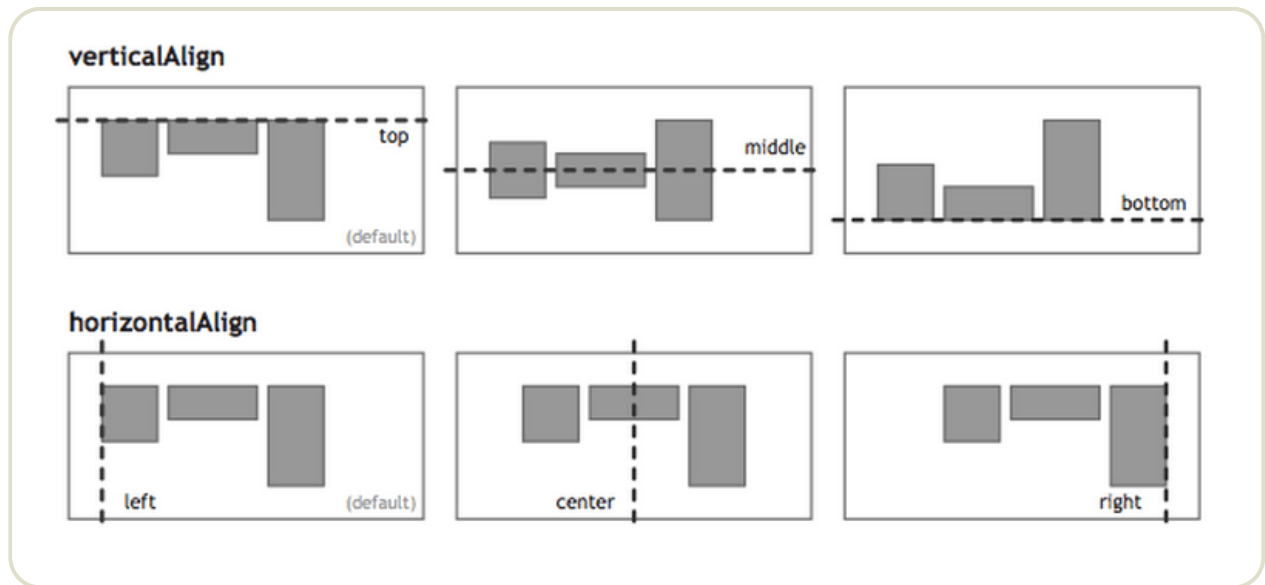 verticalAlign
top
(default)
middle
bottom
horizontalAlign
left
(default)
center
right